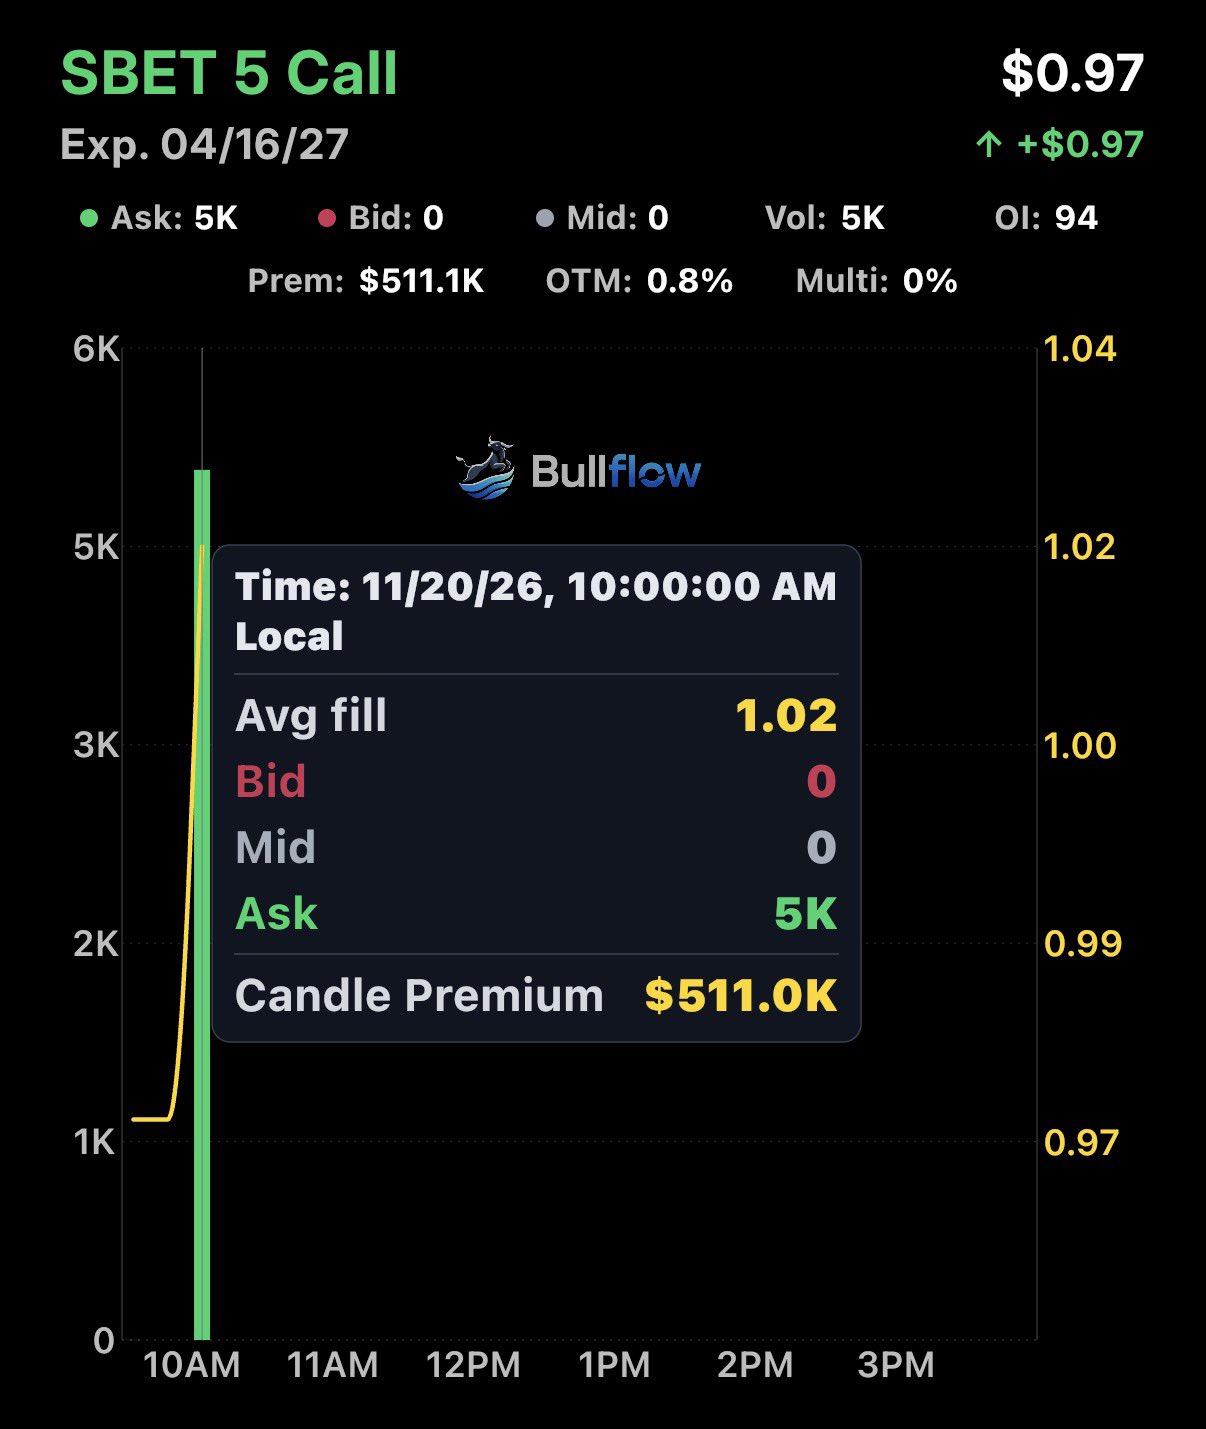 SBET 5 Call
$0.97
Exp. 04/16/27
↑ +$0.97
Ask: 5K Bid: 0 Mid: 0 Vol: 5K OI: 94
Prem: $511.1K OTM: 0.8% Multi: 0%
6K
1.04
Bullflow
5K
1.02
Time: 11/20/26, 10:00:00 AM
Local
Avg fill 1.02
3K
1.00
Bid 0
Mid 0
Ask 5K
2K
0.99
Candle Premium $511.0K
1K
0.97
0
10AM 11AM 12PM 1PM 2PM 3PM